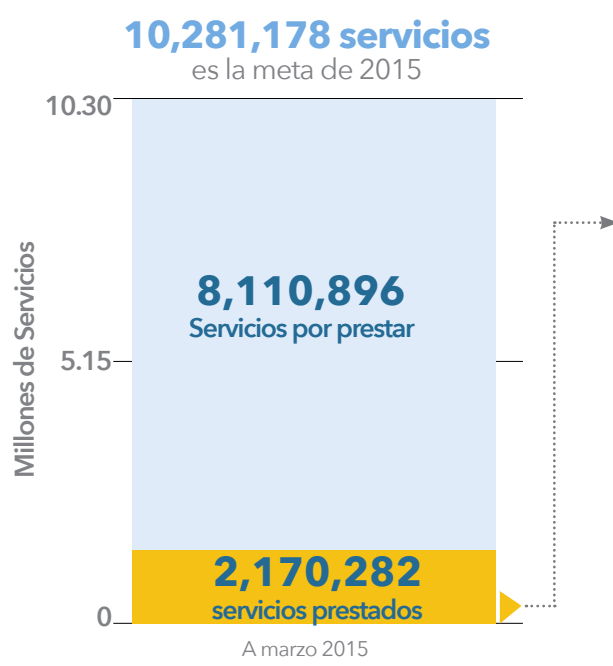 10,281,178 servicios
es la meta de 2015
10.30
8,110,896
Servicios por prestar
Millones de Servicios
5.15
2,170,282
servicios prestados
0
A marzo 2015